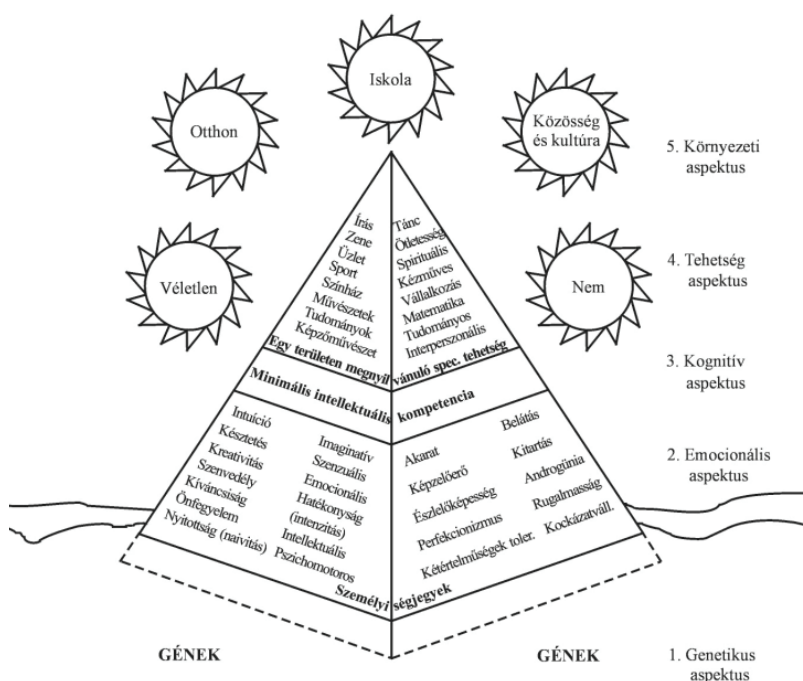 Iskola
Otthon
Közösség
és kultúra
5. Környezeti
aspektus
Véletlen
Nem
4. Tehetség
aspektus
Írás
Zene
Üzlet
Sport
Színház
Művészetek
Tudományok
Képzőművészet
Tánc
Ötletesség
Spirituális
Kézműves
Vállalkozás
Matematika
Tudományos
Interperszonális
Egy területen megnyilvánuló spec. tehetség
3. Kognitív
aspektus
Minimális intellektuális kompetencia
2. Emocionális
aspektus
Intuíció
Késztetés
Kreativitás
Szenvedély
Kíváncsiság
Önfegyelem
Nyitottság (naivitás)
Imaginatív
Szenzuális
Emocionális
Hatékonyság
(intenzitás)
Intellektuális
Pszichomotoros
Akarat
Képzelőerő
Észlelőképesség
Perfekcionizmus
Kétértelműségek toler.
Belátás
Kitartás
Androgünia
Rugalmasság
Kockázatváll.
Személyiségjegyek
GÉNEK
GÉNEK
1. Genetikus
aspektus